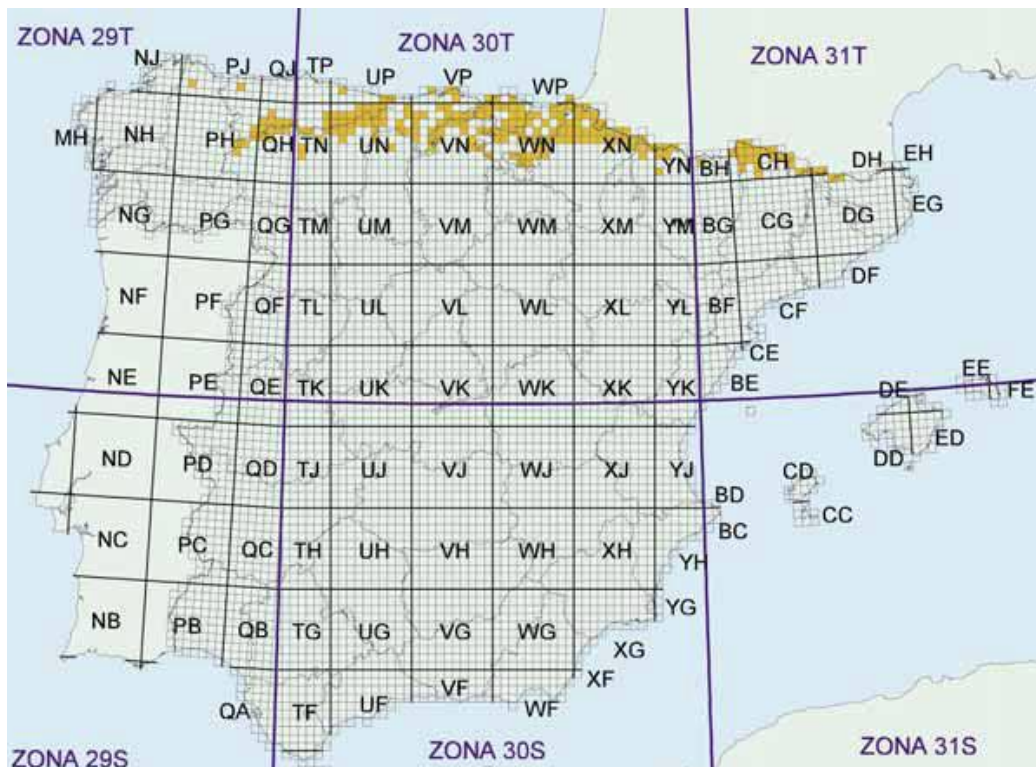 ZONA 29T
ZONA 30T
ZONA 31T
NJ PJ QJ TP UP VP WP
MH NH PH QH TN UN VN WN XN YN BH CH DH EH
NG PG QG TM UM VM WM XM YM BG CG DG EG
NF PF QF TL UL VL WL XL YL BF CF DF
NE PE QE TK UK VK WK XK YK BE CE DE EE FE
ND PD QD TJ UJ VJ WJ XJ YJ BD CD DD ED
NC PC QC TH UH VH WH XH YH BC CC
NB PB QB TG UG VG WG XG YG
QA TF UF VF WF XF
ZONA 29S
ZONA 30S
ZONA 31S